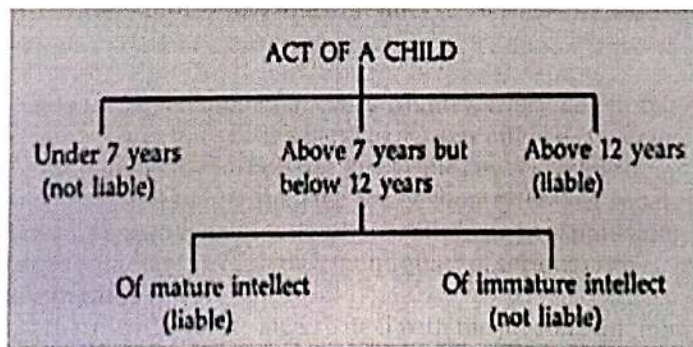 ACT OF A CHILD
Under 7 years
(not liable)
Above 7 years but
below 12 years
Above 12 years
(liable)
Of mature intellect
(liable)
Of immature intellect
(not liable)